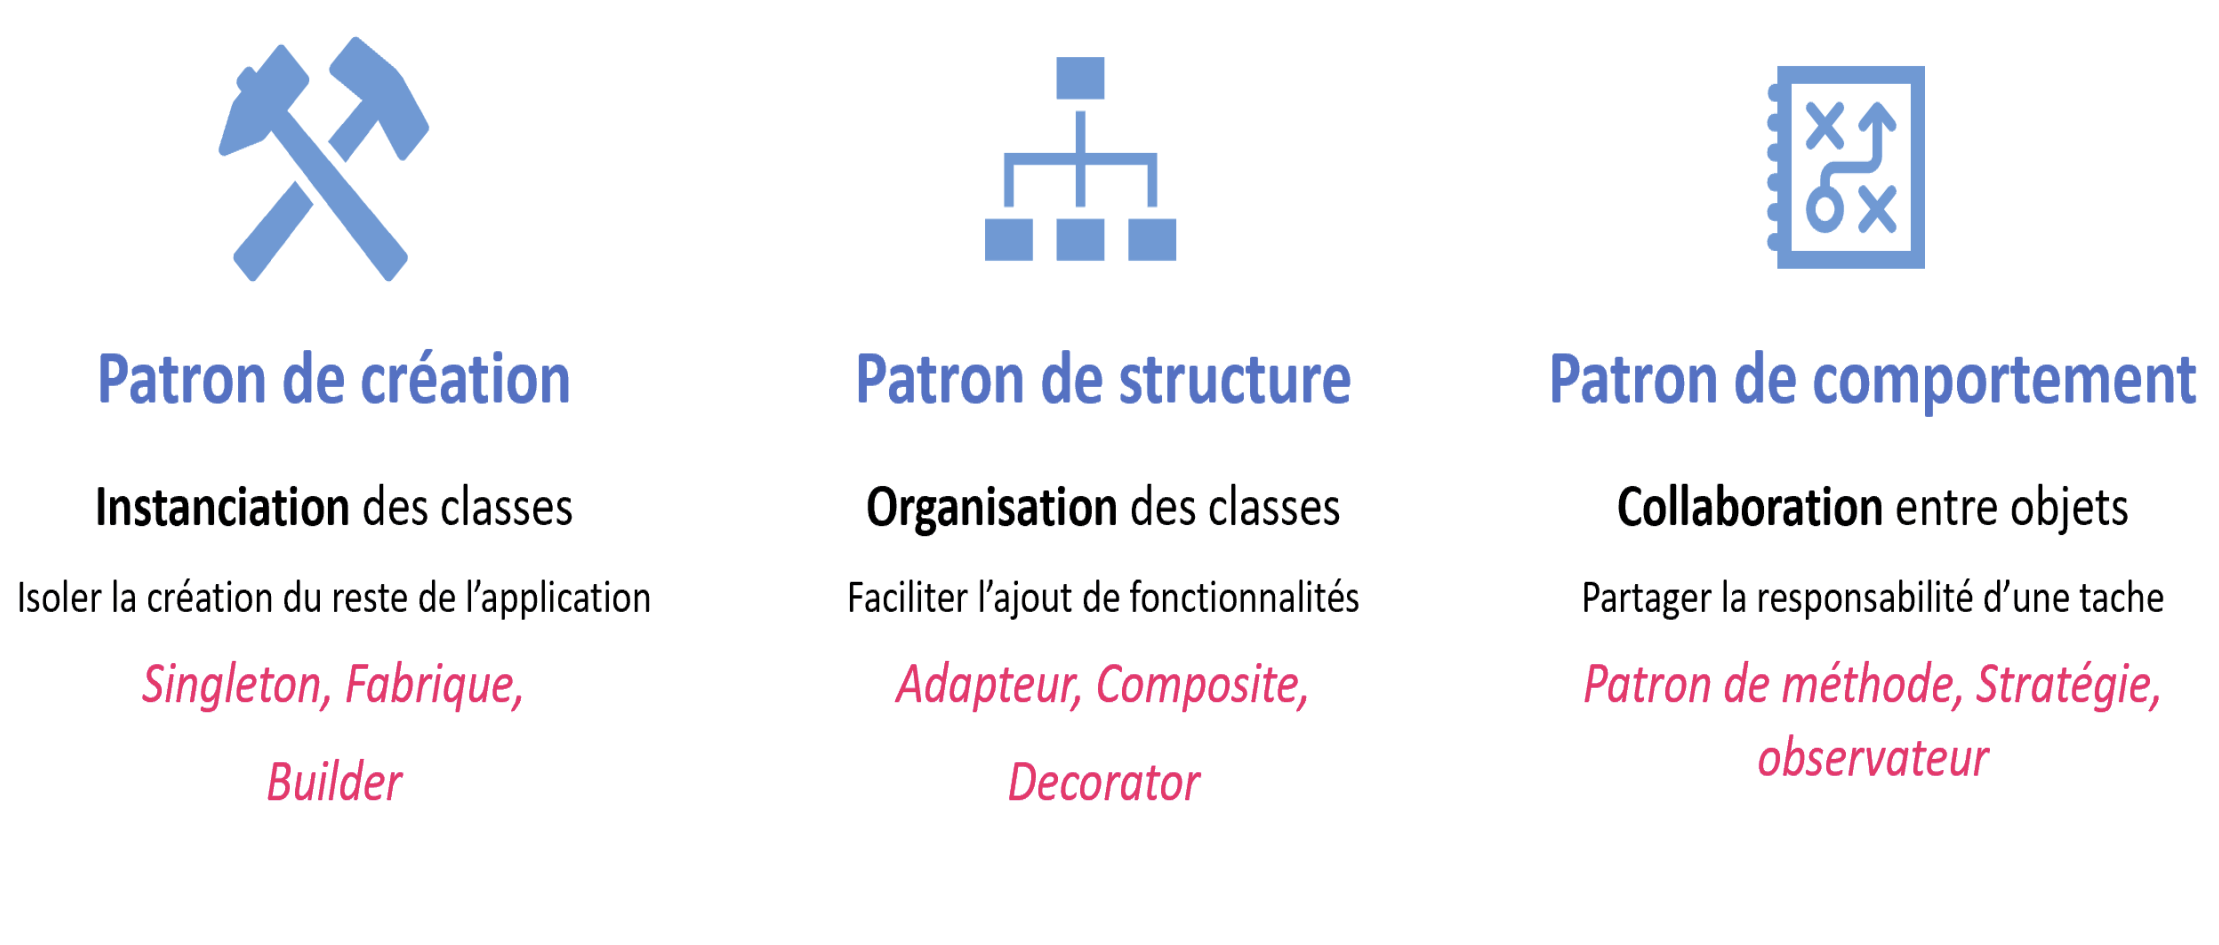 Patron de création
Instanciation des classes
Isoler la création du reste de l’application
Singleton, Fabrique,
Builder
Patron de structure
Organisation des classes
Faciliter l’ajout de fonctionnalités
Adapteur, Composite,
Decorator
Patron de comportement
Collaboration entre objets
Partager la responsabilité d’une tache
Patron de méthode, Stratégie,
observateur